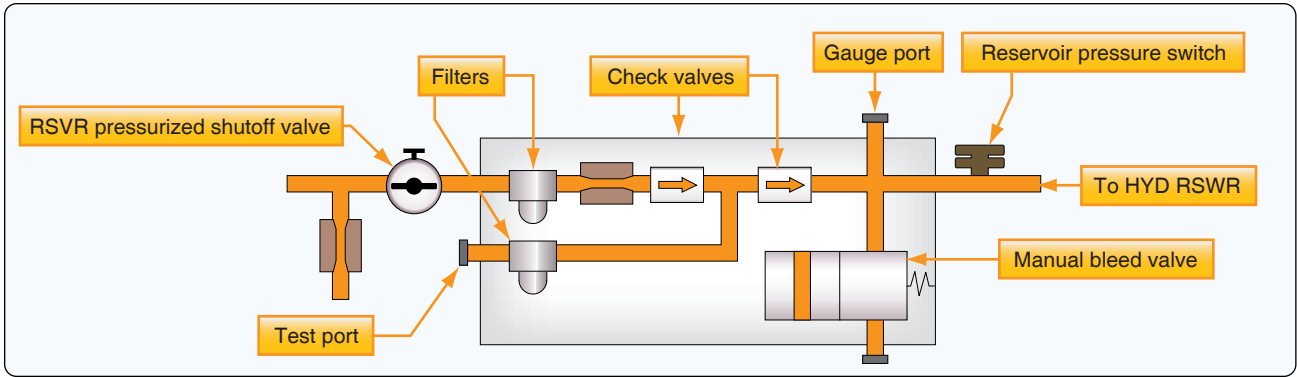 Gauge port
Reservoir pressure switch
Filters
Check valves
RSVR pressurized shutoff valve
To HYD RSWR
Manual bleed valve
Test port